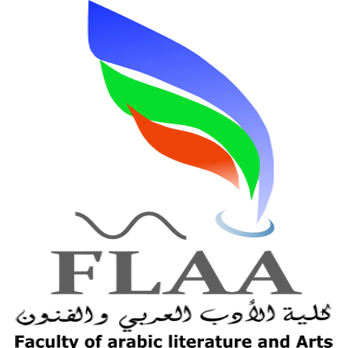 FLAA
كلية الأدب العربي والفنون
Faculty of arabic literature and Arts